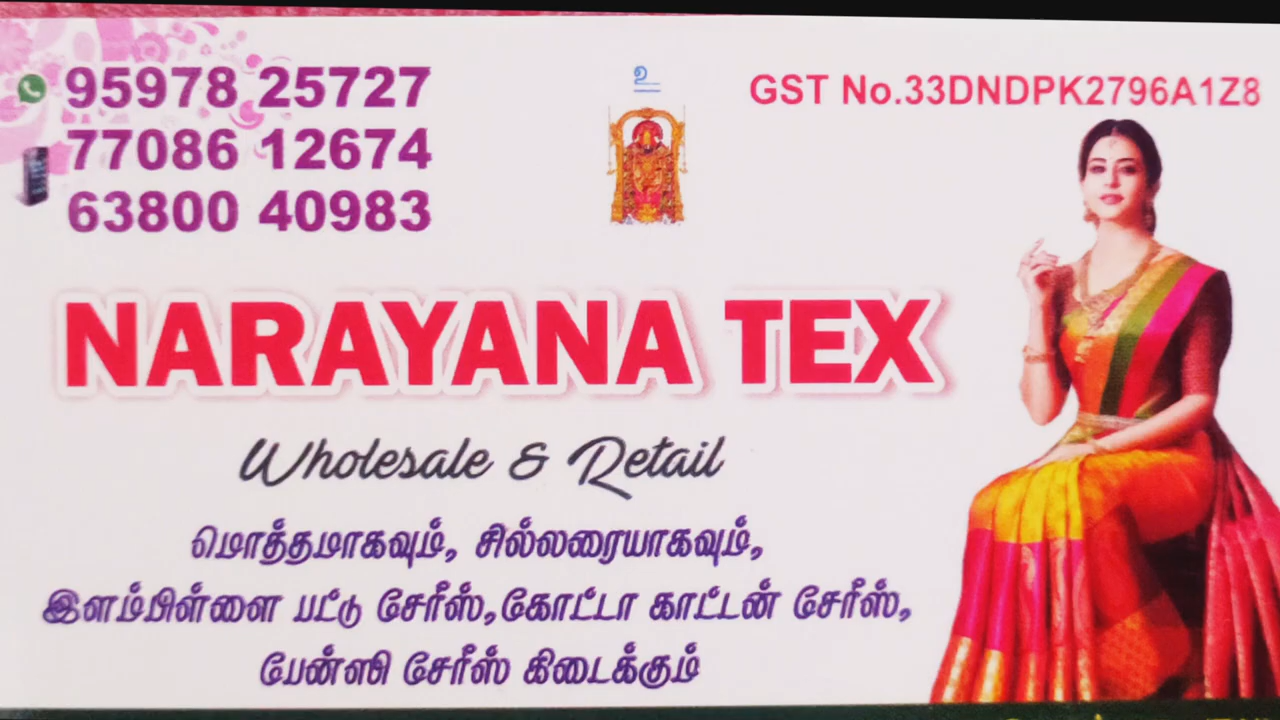 95978 25727
77086 12674
63800 40983
உ
GST No.33DNDPK2796A1Z8
NARAYANA TEX
Wholesale & Retail
மொத்தமாகவும், சில்லரையாகவும்,
இளம்பிள்ளை பட்டு சேரீஸ்,கோட்டா காட்டன் சேரீஸ்,
பேன்ஸி சேரீஸ் கிடைக்கும்